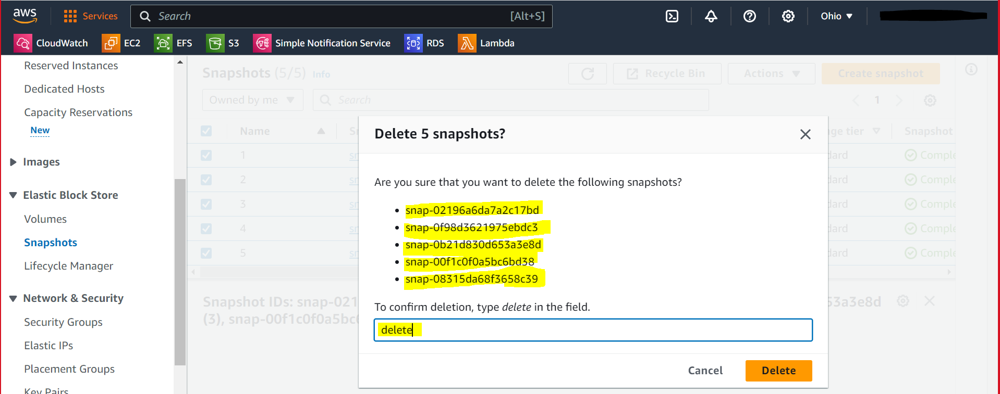 aws Services Search [Alt+S] Ohio
CloudWatch EC2 EFS S3 Simple Notification Service RDS Lambda
Reserved Instances
Dedicated Hosts
Capacity Reservations
New
Images
Elastic Block Store
Volumes
Snapshots
Lifecycle Manager
Network & Security
Security Groups
Elastic IPs
Placement Groups
Key Pairs
Snapshots (5/5) Info Recycle Bin Actions Create snapshot
Owned by me Search 1
Name Sn ge tier Snapshot
1 sn dard Comple
2 sn dard Comple
3 sn dard Comple
4 sn dard Comple
5 sn dard Comple
Snapshot IDs: snap-021 53a3e8d
(3), snap-00f1c0f0a5bc6
Delete 5 snapshots?
Are you sure that you want to delete the following snapshots?
• snap-02196a6da7a2c17bd
• snap-0f98d3621975ebdc3
• snap-0b21d830d653a3e8d
• snap-00f1c0f0a5bc6bd38
• snap-08315da68f3658c39
To confirm deletion, type delete in the field.
delete
Cancel Delete